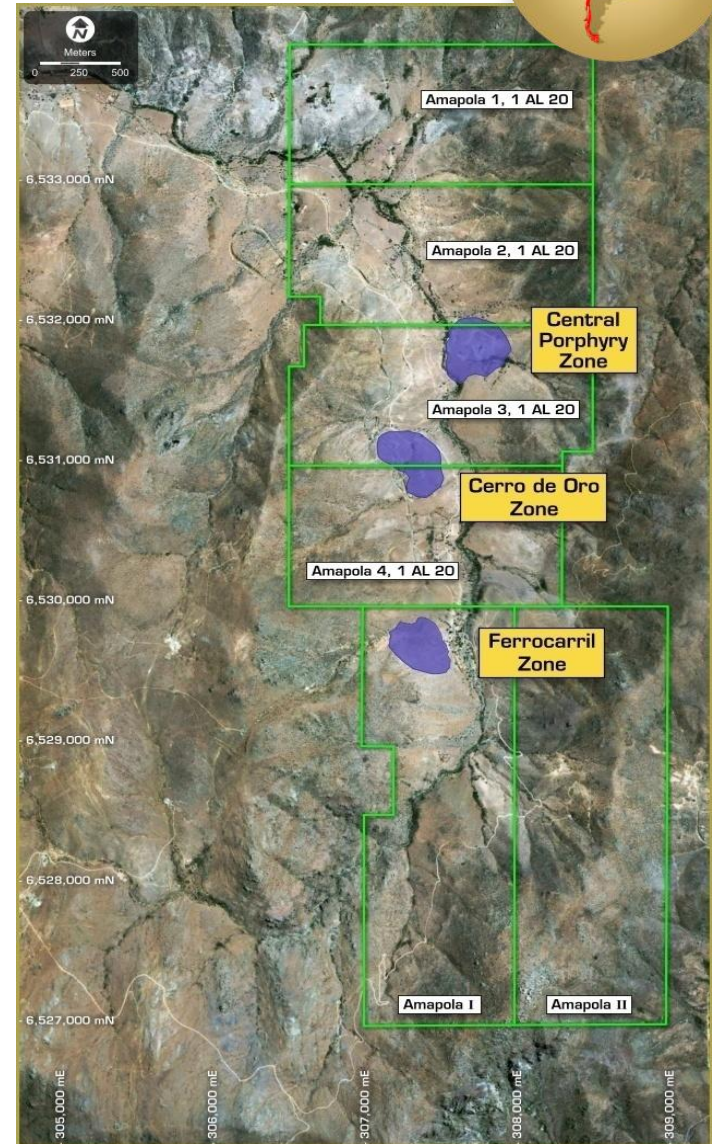 N
Meters
0 250 500
Amapola 1, 1 AL 20
6,533,000 mN
Amapola 2, 1 AL 20
6,532,000 mN
Central
Porphyry
Zone
Amapola 3, 1 AL 20
6,531,000 mN
Cerro de Oro
Zone
Amapola 4, 1 AL 20
6,530,000 mN
Ferrocarril
Zone
6,529,000 mN
6,528,000 mN
Amapola I
Amapola II
6,527,000 mN
305,000 mE
306,000 mE
307,000 mE
308,000 mE
309,000 mE